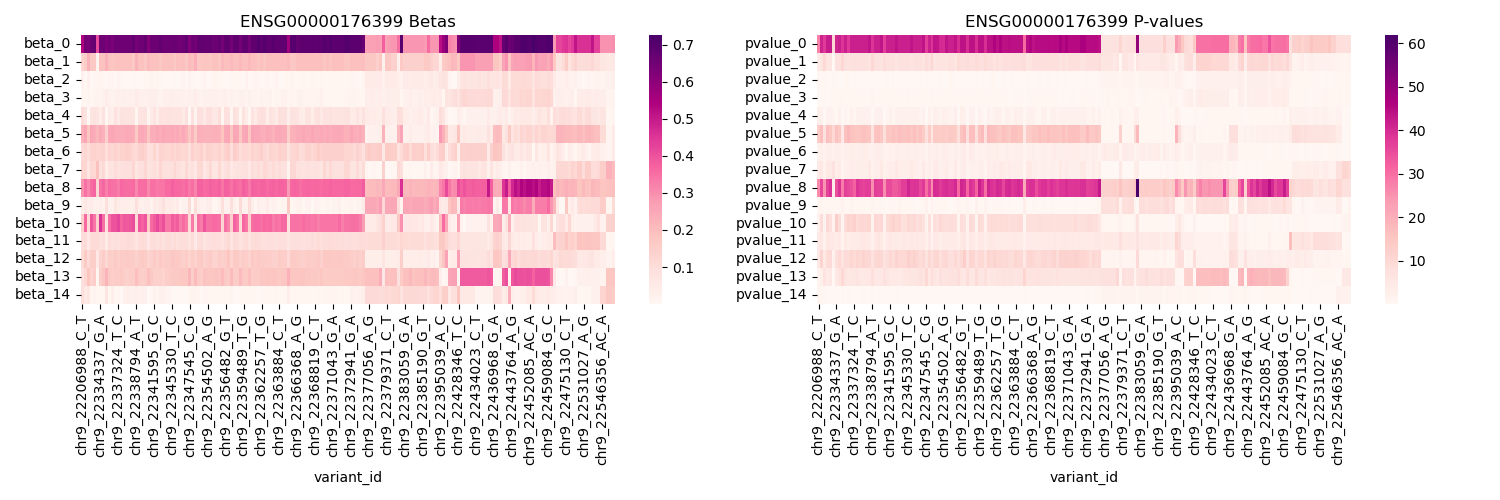 ENSG00000176399 Betas
beta_0
beta_1
beta_2
beta_3
beta_4
beta_5
beta_6
beta_7
beta_8
beta_9
beta_10
beta_11
beta_12
beta_13
beta_14
chr9_22206988_C_T
chr9_22334337_G_A
chr9_22337324_T_C
chr9_22338794_A_T
chr9_22341595_G_C
chr9_22345330_T_C
chr9_22347545_C_G
chr9_22354502_A_G
chr9_22356482_G_T
chr9_22359489_T_G
chr9_22362257_T_G
chr9_22363884_C_T
chr9_22366368_A_G
chr9_22368819_C_T
chr9_22371043_G_A
chr9_22372941_G_A
chr9_22377056_A_G
chr9_22379371_C_T
chr9_22383059_G_A
chr9_22385190_G_T
chr9_22395039_A_C
chr9_22428346_T_C
chr9_22434023_C_T
chr9_22436968_G_A
chr9_22443764_A_G
chr9_22452085_AC_A
chr9_22459084_G_C
chr9_22475130_C_T
chr9_22531027_A_G
chr9_22546356_AC_A
variant_id
0.7
0.6
0.5
0.4
0.3
0.2
0.1
ENSG00000176399 P-values
pvalue_0
pvalue_1
pvalue_2
pvalue_3
pvalue_4
pvalue_5
pvalue_6
pvalue_7
pvalue_8
pvalue_9
pvalue_10
pvalue_11
pvalue_12
pvalue_13
pvalue_14
chr9_22206988_C_T
chr9_22334337_G_A
chr9_22337324_T_C
chr9_22338794_A_T
chr9_22341595_G_C
chr9_22345330_T_C
chr9_22347545_C_G
chr9_22354502_A_G
chr9_22356482_G_T
chr9_22359489_T_G
chr9_22362257_T_G
chr9_22363884_C_T
chr9_22366368_A_G
chr9_22368819_C_T
chr9_22371043_G_A
chr9_22372941_G_A
chr9_22377056_A_G
chr9_22379371_C_T
chr9_22383059_G_A
chr9_22385190_G_T
chr9_22395039_A_C
chr9_22428346_T_C
chr9_22434023_C_T
chr9_22436968_G_A
chr9_22443764_A_G
chr9_22452085_AC_A
chr9_22459084_G_C
chr9_22475130_C_T
chr9_22531027_A_G
chr9_22546356_AC_A
variant_id
60
50
40
30
20
10